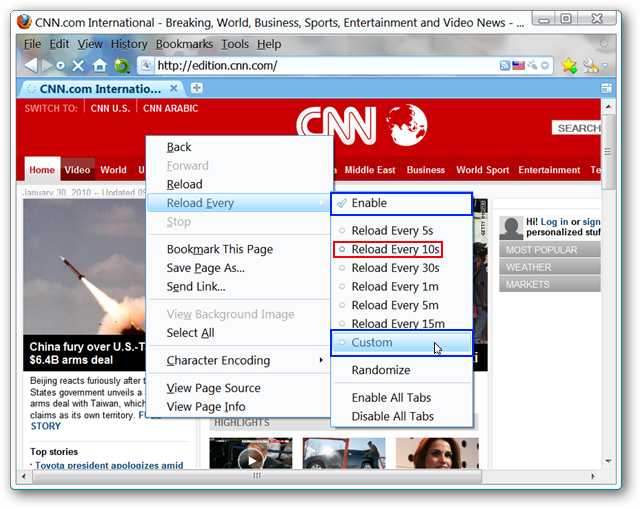 CNN.com International - Breaking, World, Business, Sports, Entertainment and Video News - ...
File Edit View History Bookmarks Tools Help
http://edition.cnn.com/
CNN.com Internatio...
SWITCH TO: CNN U.S. CNN ARABIC
CNN
SEARCH
Home Video World U
Middle East Business World Sport Entertainment Te
January 30, 2010 -- Updated 09
Back
Forward
Reload
Reload Every
Stop
Bookmark This Page
Save Page As...
Send Link...
View Background Image
Select All
Character Encoding
View Page Source
View Page Info
Enable
Reload Every 5s
Reload Every 10s
Reload Every 30s
Reload Every 1m
Reload Every 5m
Reload Every 15m
Custom
Randomize
Enable All Tabs
Disable All Tabs
China fury over U.S.-T
$6.4B arms deal
Beijing reacts furiously after t
States government unveils a
arms deal with Taiwan, which
claims as its own territory. FUL
STORY
Top stories
Toyota president apologizes amid
HIGHLIGHTS
Hi! Log in or sign
personalized stuf
MOST POPULAR
WEATHER
MARKETS